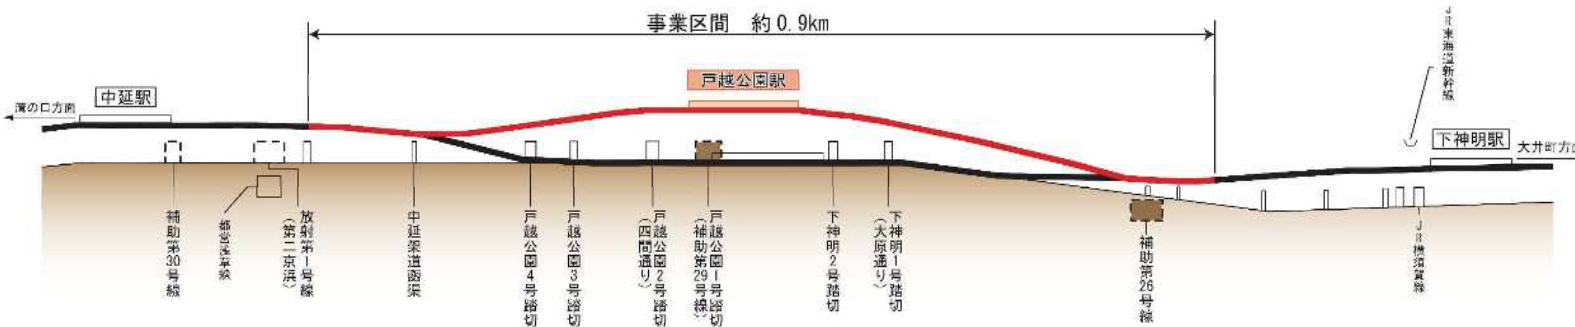 事業区間 約0.9km
戸越公園駅
中延駅
溝の口方面
JR東海道新幹線
下神明駅
大井町方面
補助第30号線
都営浅草線
放射第1号線
(第二京浜)
中延架道函渠
戸越公園4号踏切
戸越公園3号踏切
戸越公園2号踏切
(四間通り)
戸越公園1号踏切
(補助第29号線)
下神明2号踏切
下神明1号踏切
(大原通り)
補助第26号線
JR横須賀線